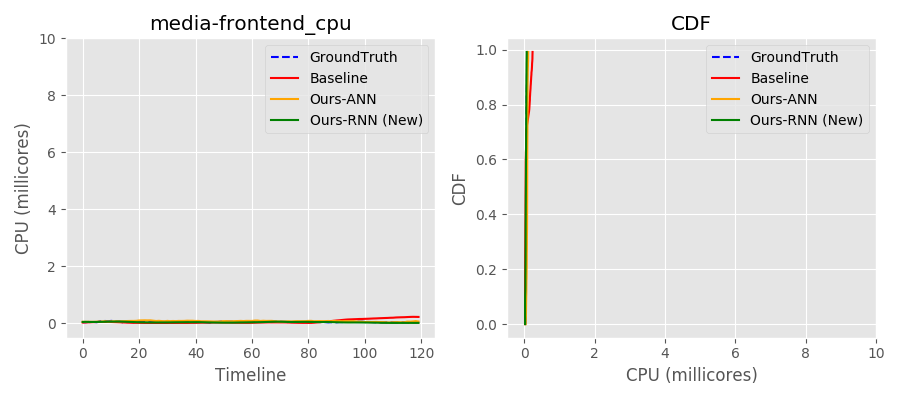 media-frontend_cpu
CPU (millicores)
10
8
6
4
2
0
0 20 40 60 80 100 120
Timeline
GroundTruth
Baseline
Ours-ANN
Ours-RNN (New)
CDF
CDF
1.0
0.8
0.6
0.4
0.2
0.0
0 2 4 6 8 10
CPU (millicores)
GroundTruth
Baseline
Ours-ANN
Ours-RNN (New)